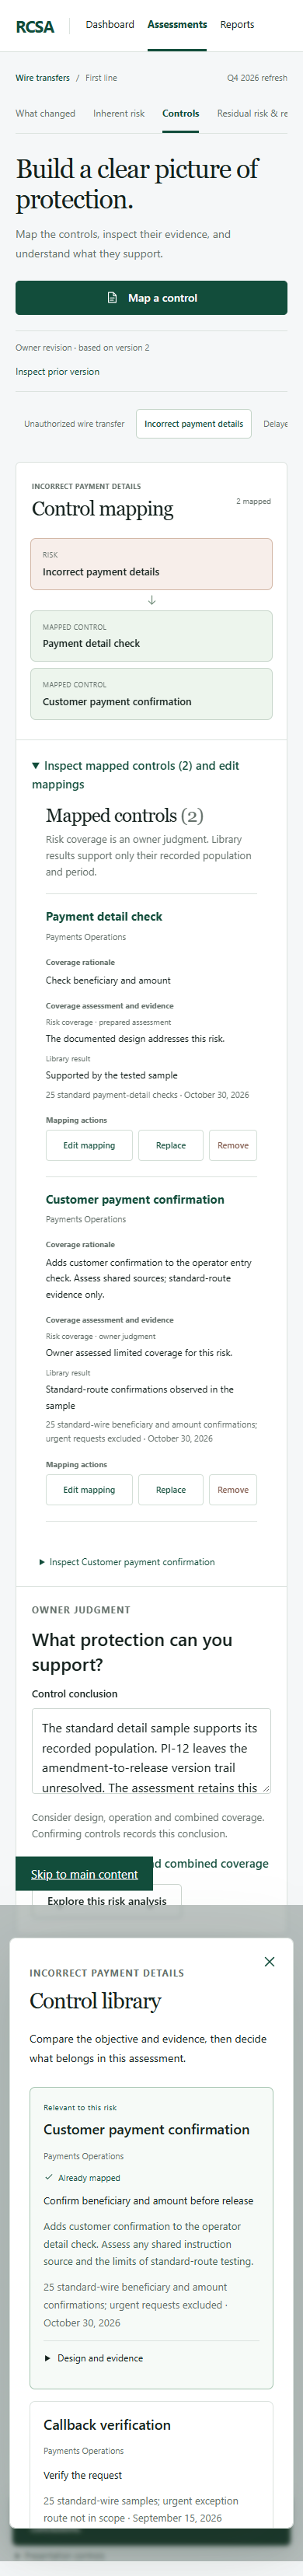 RCSA Dashboard Assessments Reports
Wire transfers / First line Q4 2026 refresh
What changed Inherent risk Controls Residual risk & re
Build a clear picture of
protection.
Map the controls, inspect their evidence, and
understand what they support.
Map a control
Owner revision · based on version 2
Inspect prior version
Unauthorized wire transfer Incorrect payment details Delaye
INCORRECT PAYMENT DETAILS
Control mapping 2 mapped
RISK
Incorrect payment details
↓
MAPPED CONTROL
Payment detail check
MAPPED CONTROL
Customer payment confirmation
▼ Inspect mapped controls (2) and edit
mappings
Mapped controls (2)
Risk coverage is an owner judgment. Library
results support only their recorded population
and period.
Payment detail check
Payments Operations
Coverage rationale
Check beneficiary and amount
Coverage assessment and evidence
Risk coverage · prepared assessment
The documented design addresses this risk.
Library result
Supported by the tested sample
25 standard payment-detail checks · October 30, 2026
Mapping actions
Edit mapping Replace Remove
Customer payment confirmation
Payments Operations
Coverage rationale
Adds customer confirmation to the operator entry
check. Assess shared sources; standard-route
evidence only.
Coverage assessment and evidence
Risk coverage · owner judgment
Owner assessed limited coverage for this risk.
Library result
Standard-route confirmations observed in the
sample
25 standard-wire beneficiary and amount confirmations;
urgent requests excluded · October 30, 2026
Mapping actions
Edit mapping Replace Remove
▶ Inspect Customer payment confirmation
OWNER JUDGMENT
What protection can you
support?
Control conclusion
The standard detail sample supports its
recorded population. PI-12 leaves the
amendment-to-release version trail
unresolved. The assessment retains this
Consider design, operation and combined coverage.
Confirming controls records this conclusion.
Skip to main content d combined coverage
Explore this risk analysis
INCORRECT PAYMENT DETAILS
Control library
Compare the objective and evidence, then decide
what belongs in this assessment.
Relevant to this risk
Customer payment confirmation
Payments Operations
✓ Already mapped
Confirm beneficiary and amount before release
Adds customer confirmation to the operator
detail check. Assess any shared instruction
source and the limits of standard-route testing.
25 standard-wire beneficiary and amount
confirmations; urgent requests excluded ·
October 30, 2026
▶ Design and evidence
Callback verification
Payments Operations
Verify the request
25 standard-wire samples; urgent exception
route not in scope · September 15, 2026